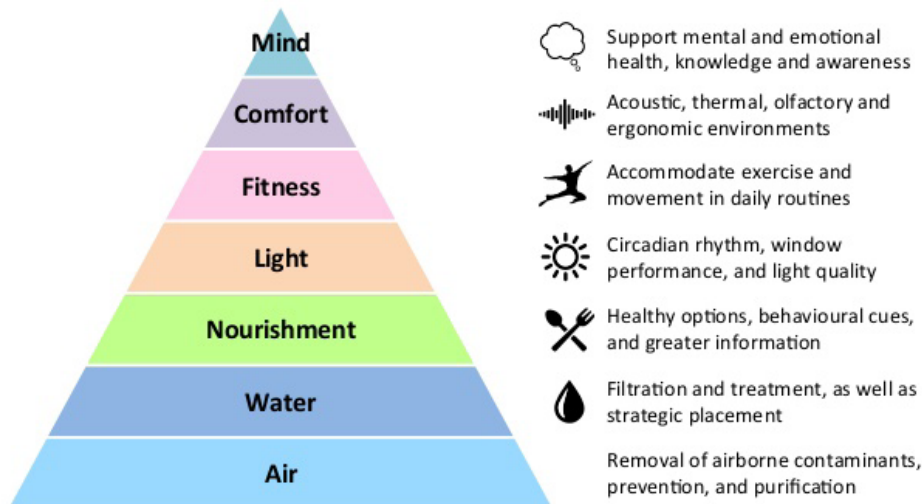 Mind
Support mental and emotional
health, knowledge and awareness
Comfort
Acoustic, thermal, olfactory and
ergonomic environments
Fitness
Accommodate exercise and
movement in daily routines
Light
Circadian rhythm, window
performance, and light quality
Nourishment
Healthy options, behavioural cues,
and greater information
Water
Filtration and treatment, as well as
strategic placement
Air
Removal of airborne contaminants,
prevention, and purification